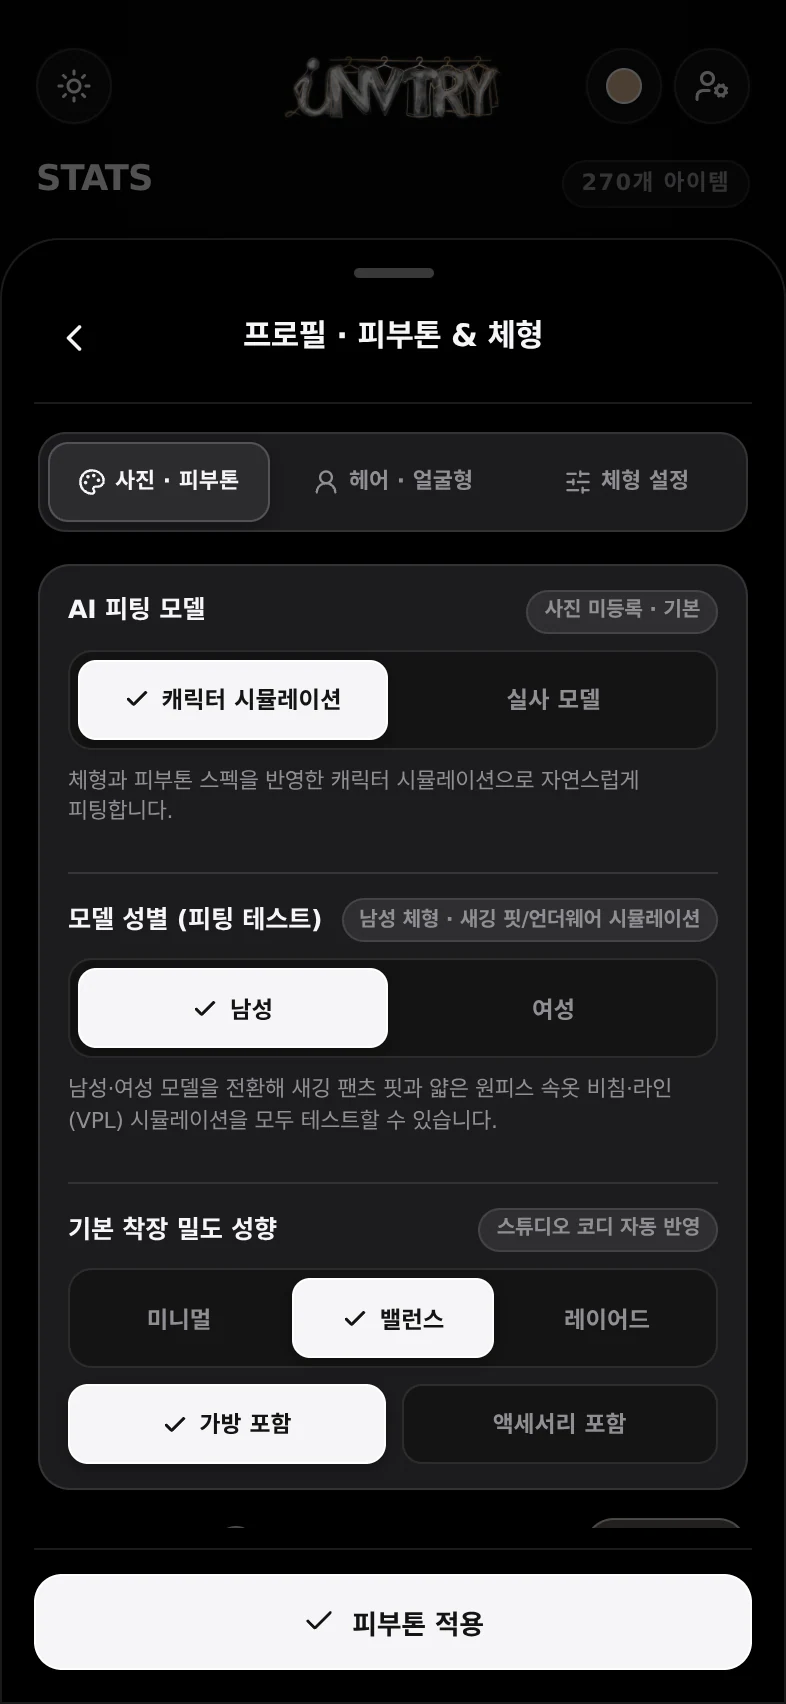 iNVTRY
STATS
270개 아이템
프로필 · 피부톤 & 체형
사진 · 피부톤
헤어 · 얼굴형
체형 설정
AI 피팅 모델
사진 미등록 · 기본
캐릭터 시뮬레이션
실사 모델
체형과 피부톤 스펙을 반영한 캐릭터 시뮬레이션으로 자연스럽게
피팅합니다.
모델 성별 (피팅 테스트)
남성 체형 · 새깅 핏/언더웨어 시뮬레이션
남성
여성
남성·여성 모델을 전환해 새깅 팬츠 핏과 얇은 원피스 속옷 비침·라인
(VPL) 시뮬레이션을 모두 테스트할 수 있습니다.
기본 착장 밀도 성향
스튜디오 코디 자동 반영
미니멀
밸런스
레이어드
가방 포함
액세서리 포함
피부톤 적용